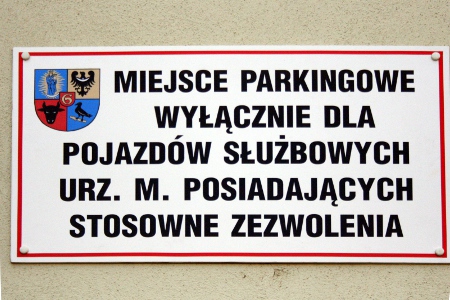 MIEJSCE PARKINGOWE
WYŁĄCZNIE DLA
POJAZDÓW SŁUŻBOWYCH
URZ. M. POSIADAJĄCYCH
STOSOWNE ZEZWOLENIA